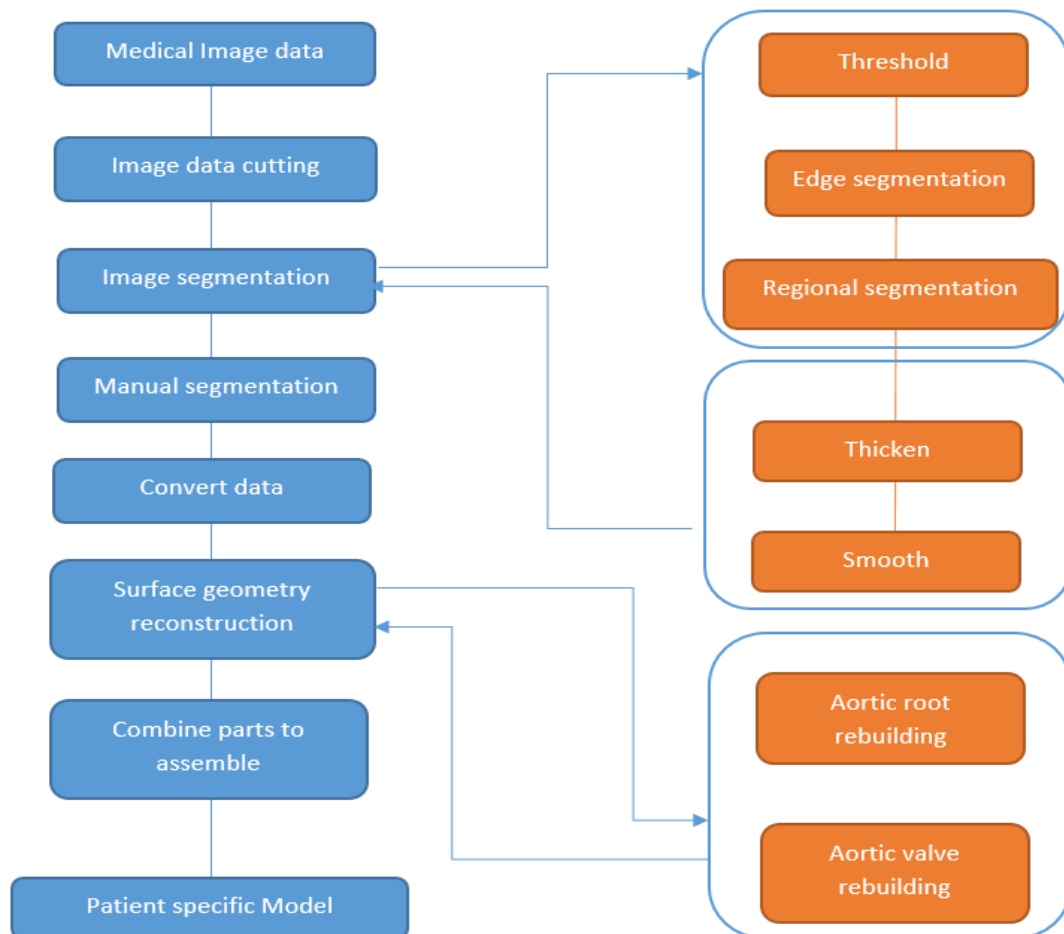 Medical Image data
Image data cutting
Image segmentation
Manual segmentation
Convert data
Surface geometry
reconstruction
Combine parts to
assemble
Patient specific Model
Threshold
Edge segmentation
Regional segmentation
Thicken
Smooth
Aortic root
rebuilding
Aortic valve
rebuilding